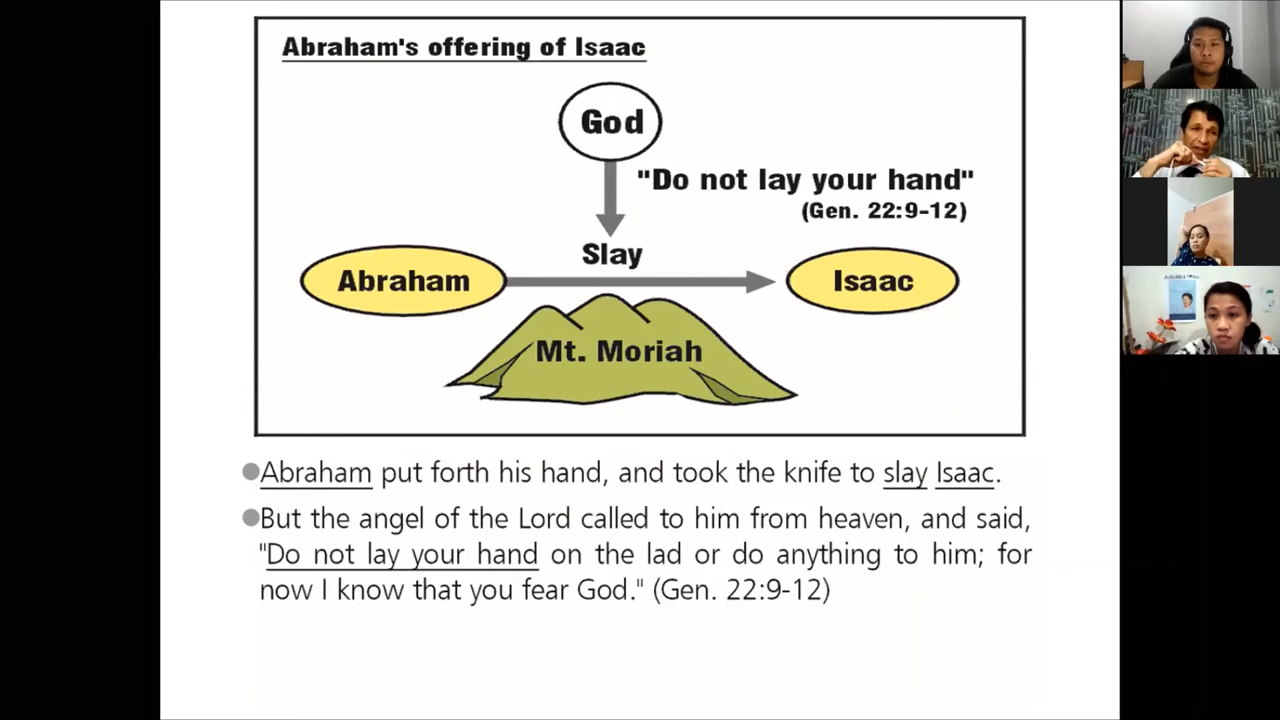 Abraham's offering of Isaac
God
"Do not lay your hand"
(Gen. 22:9-12)
Slay
Abraham
Isaac
Mt. Moriah
Abraham put forth his hand, and took the knife to slay Isaac.
But the angel of the Lord called to him from heaven, and said,
"Do not lay your hand on the lad or do anything to him; for
now I know that you fear God." (Gen. 22:9-12)